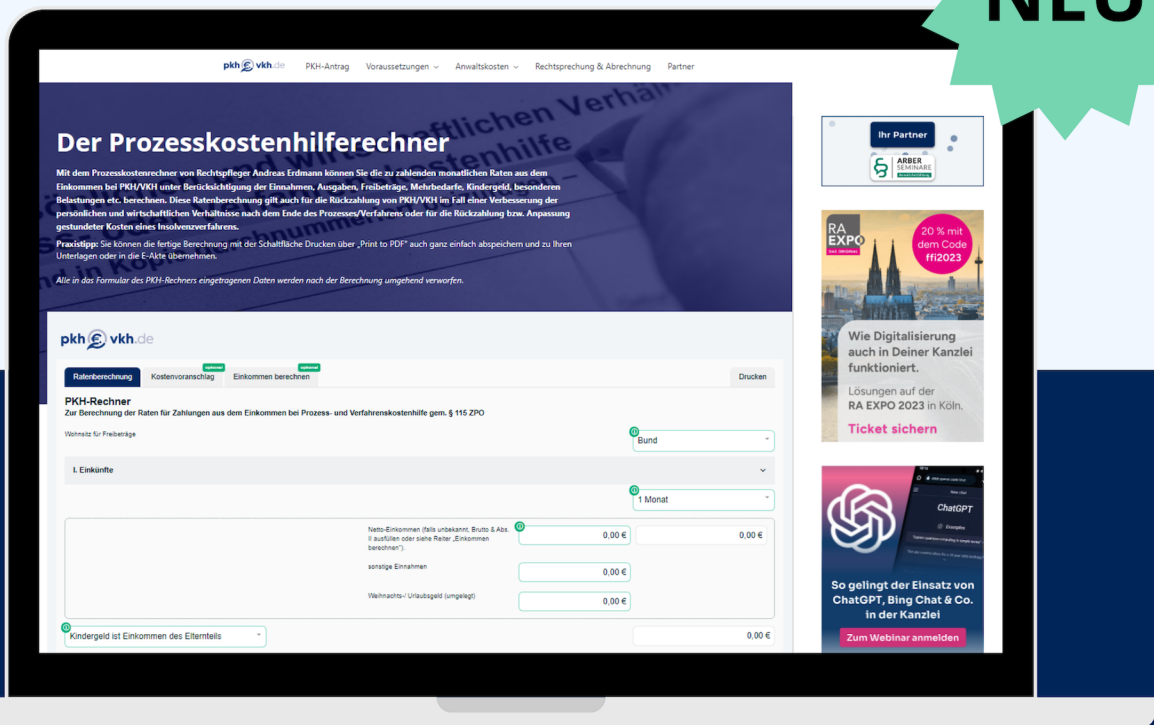 NEU
pkh vkh.de PKH-Antrag Voraussetzungen Anwaltskosten Rechtsprechung & Abrechnung Partner
Der Prozesskostenhilferechner
Mit dem Prozesskostenrechner von Rechtspfleger Andreas Erdmann können Sie die zu zahlenden monatlichen Raten aus dem
Einkommen bei PKH/VKH unter Berücksichtigung der Einnahmen, Ausgaben, Freibeträge, Mehrbedarfe, Kindergeld, besonderen
Belastungen etc. berechnen. Diese Ratenberechnung gilt auch für die Rückzahlung von PKH/VKH im Fall einer Verbesserung der
persönlichen und wirtschaftlichen Verhältnisse nach dem Ende des Prozesses/Verfahrens oder für die Rückzahlung bzw. Anpassung
gestundeter Kosten eines Insolvenzverfahrens.
Praxistipp: Sie können die fertige Berechnung mit der Schaltfläche Drucken über „Print to PDF" auch ganz einfach abspeichern und zu Ihren
Unterlagen oder in die E-Akte übernehmen.
Alle in das Formular des PKH-Rechners eingetragenen Daten werden nach der Berechnung umgehend verworfen.
pkh vkh.de
optional optional
Ratenberechnung Kostenvoranschlag Einkommen berechnen Drucken
PKH-Rechner
Zur Berechnung der Raten für Zahlungen aus dem Einkommen bei Prozess- und Verfahrenskostenhilfe gem. § 115 ZPO
Wohnsitz für Freibeträge
Bund
I. Einkünfte
1 Monat
Netto-Einkommen (falls unbekannt, Brutto & Abs.
II ausfüllen oder siehe Reiter „Einkommen
berechnen").
0,00 € 0,00 €
sonstige Einnahmen
0,00 €
Weihnachts-/ Urlaubsgeld (umgelegt)
0,00 €
Kindergeld ist Einkommen des Elternteils
0,00 €
Ihr Partner
ARBER
SEMINARE
RA
EXPO
DAS ORIGINAL
20 % mit
dem Code
ffi2023
Wie Digitalisierung
auch in Deiner Kanzlei
funktioniert.
Lösungen auf der
RA EXPO 2023 in Köln.
Ticket sichern
New chat
ChatGPT
Examples
So gelingt der Einsatz von
ChatGPT, Bing Chat & Co.
in der Kanzlei
Zum Webinar anmelden